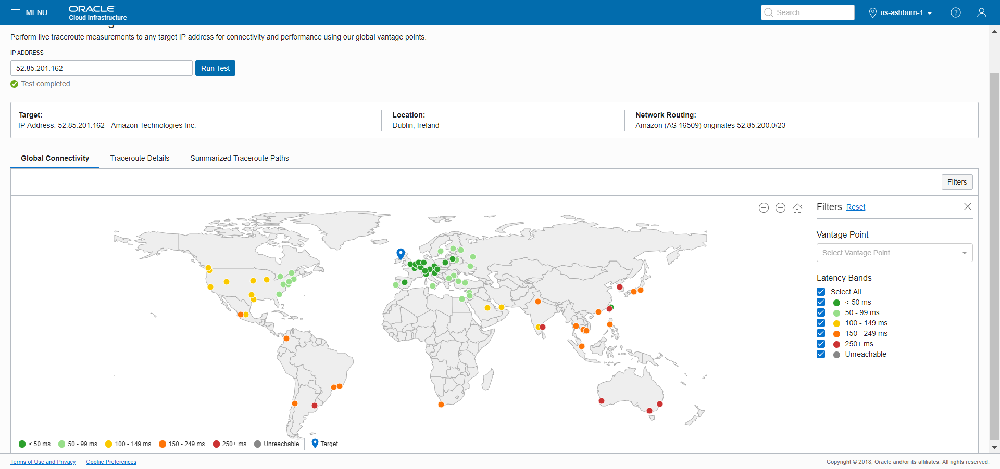 MENU
ORACLE
Cloud Infrastructure
Search
us-ashburn-1
Perform live traceroute measurements to any target IP address for connectivity and performance using our global vantage points.
IP ADDRESS
52.85.201.162
Run Test
Test completed.
Target:
IP Address: 52.85.201.162 - Amazon Technologies Inc.
Location:
Dublin, Ireland
Network Routing:
Amazon (AS 16509) originates 52.85.200.0/23
Global Connectivity
Traceroute Details
Summarized Traceroute Paths
Filters
Filters Reset
Vantage Point
Select Vantage Point
Latency Bands
Select All
< 50 ms
50 - 99 ms
100 - 149 ms
150 - 249 ms
250+ ms
Unreachable
< 50 ms 50 - 99 ms 100 - 149 ms 150 - 249 ms 250+ ms Unreachable Target
Terms of Use and Privacy Cookie Preferences
Copyright © 2018, Oracle and/or its affiliates. All rights reserved.